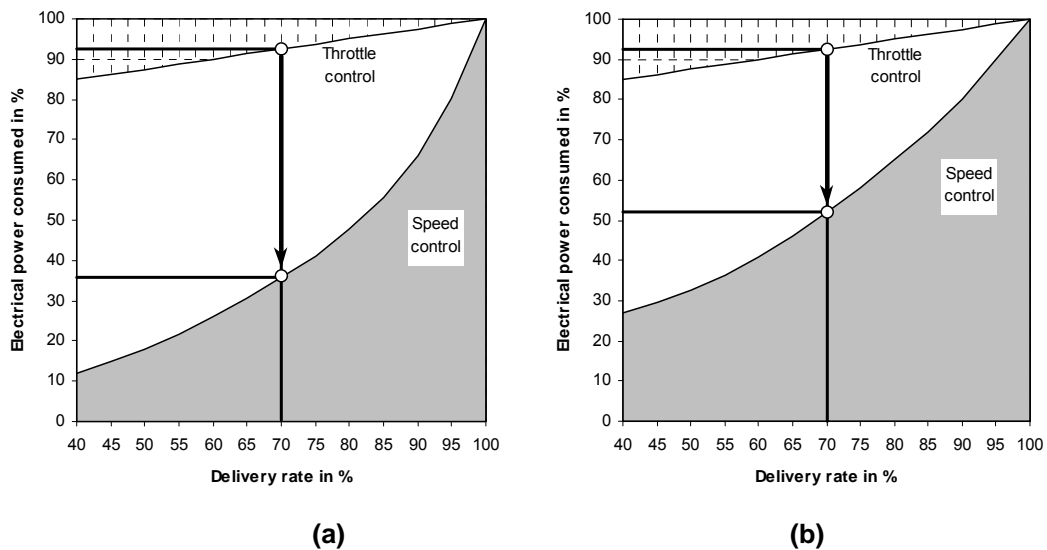 100
90
80
70
60
50
40
30
20
10
0
Electrical power consumed in %
Throttle
control
Speed
control
40 45 50 55 60 65 70 75 80 85 90 95 100
Delivery rate in %
(a)
100
90
80
70
60
50
40
30
20
10
0
Electrical power consumed in %
Throttle
control
Speed
control
40 45 50 55 60 65 70 75 80 85 90 95 100
Delivery rate in %
(b)